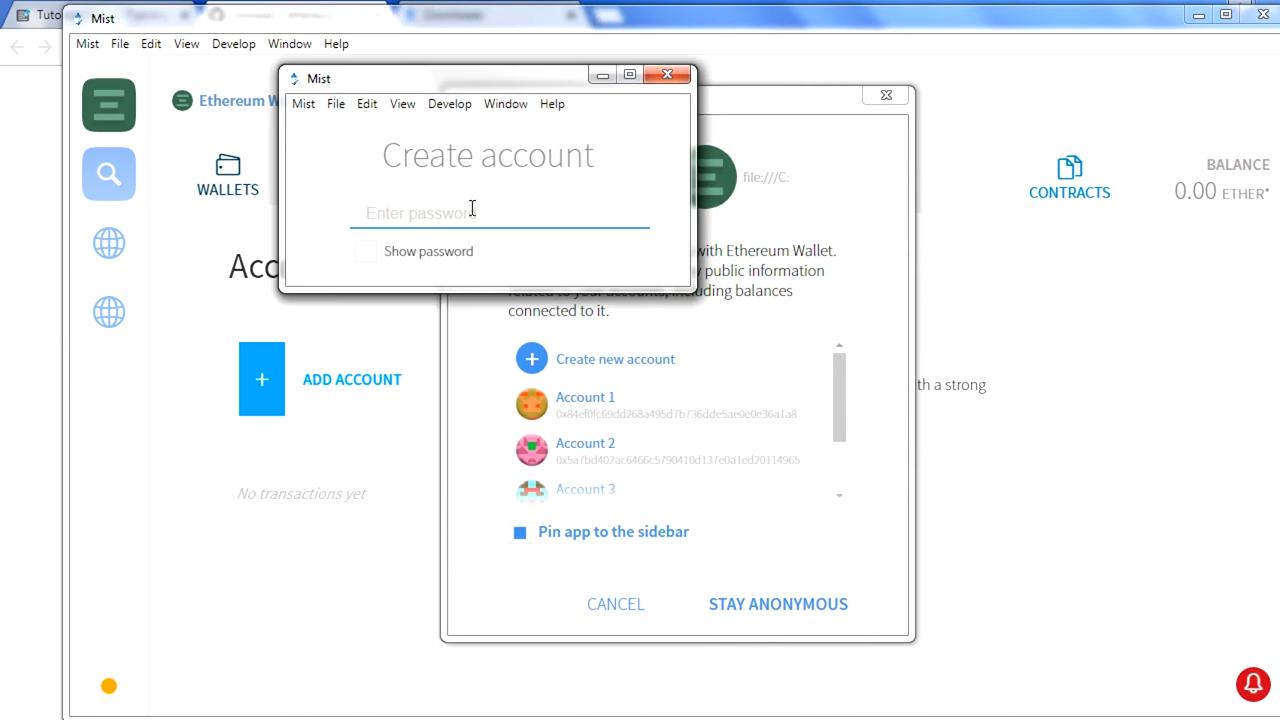 Tuto
Mist
Mist File Edit View Develop Window Help
Mist
Mist File Edit View Develop Window Help
Ethereum W
Create account
WALLETS
file:///C:
CONTRACTS
BALANCE
0.00 ETHER*
Enter password
Show password
with Ethereum Wallet.
public information
related to your accounts, including balances
connected to it.
Acc
Create new account
ADD ACCOUNT
th a strong
Account 1
0x84ef0fc69dd268a495d7b736dde5ae0e0e36a1a8
Account 2
0x5a7bd402ac6466c5790410d137e0a1ed20114965
Account 3
No transactions yet
Pin app to the sidebar
CANCEL
STAY ANONYMOUS